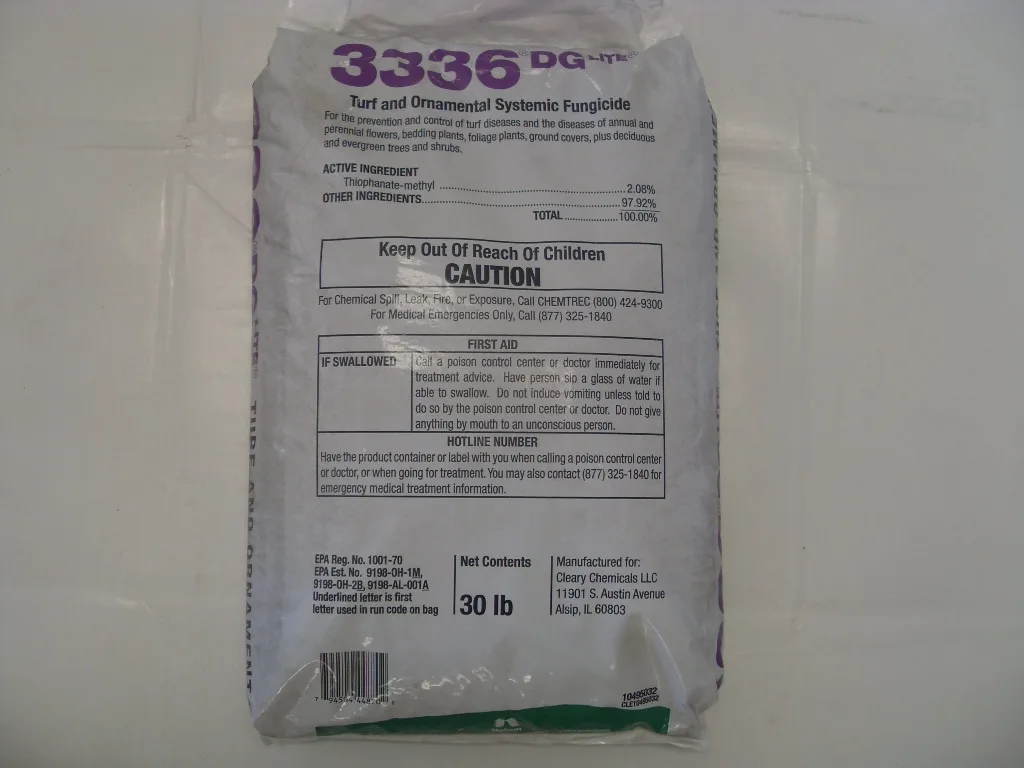 3336® DG LITE®
Turf and Ornamental Systemic Fungicide
For the prevention and control of turf diseases and the diseases of annual and
perennial flowers, bedding plants, foliage plants, ground covers, plus deciduous
and evergreen trees and shrubs.
ACTIVE INGREDIENT
Thiophanate-methyl ..........................................2.08%
OTHER INGREDIENTS..............................................97.92%
TOTAL ..............100.00%
Keep Out Of Reach Of Children
CAUTION
For Chemical Spill, Leak, Fire, or Exposure, Call CHEMTREC (800) 424-9300
For Medical Emergencies Only, Call (877) 325-1840
FIRST AID
IF SWALLOWED Call a poison control center or doctor immediately for
treatment advice. Have person sip a glass of water if
able to swallow. Do not induce vomiting unless told to
do so by the poison control center or doctor. Do not give
anything by mouth to an unconscious person.
HOTLINE NUMBER
Have the product container or label with you when calling a poison control center
or doctor, or when going for treatment. You may also contact (877) 325-1840 for
emergency medical treatment information.
EPA Reg. No. 1001-70
EPA Est. No. 9198-OH-1M,
9198-OH-2B, 9198-AL-001A
Underlined letter is first
letter used in run code on bag
Net Contents
30 lb
Manufactured for:
Cleary Chemicals LLC
11901 S. Austin Avenue
Alsip, IL 60803
10495032
CLE10495032
TURF AND ORNAMENT